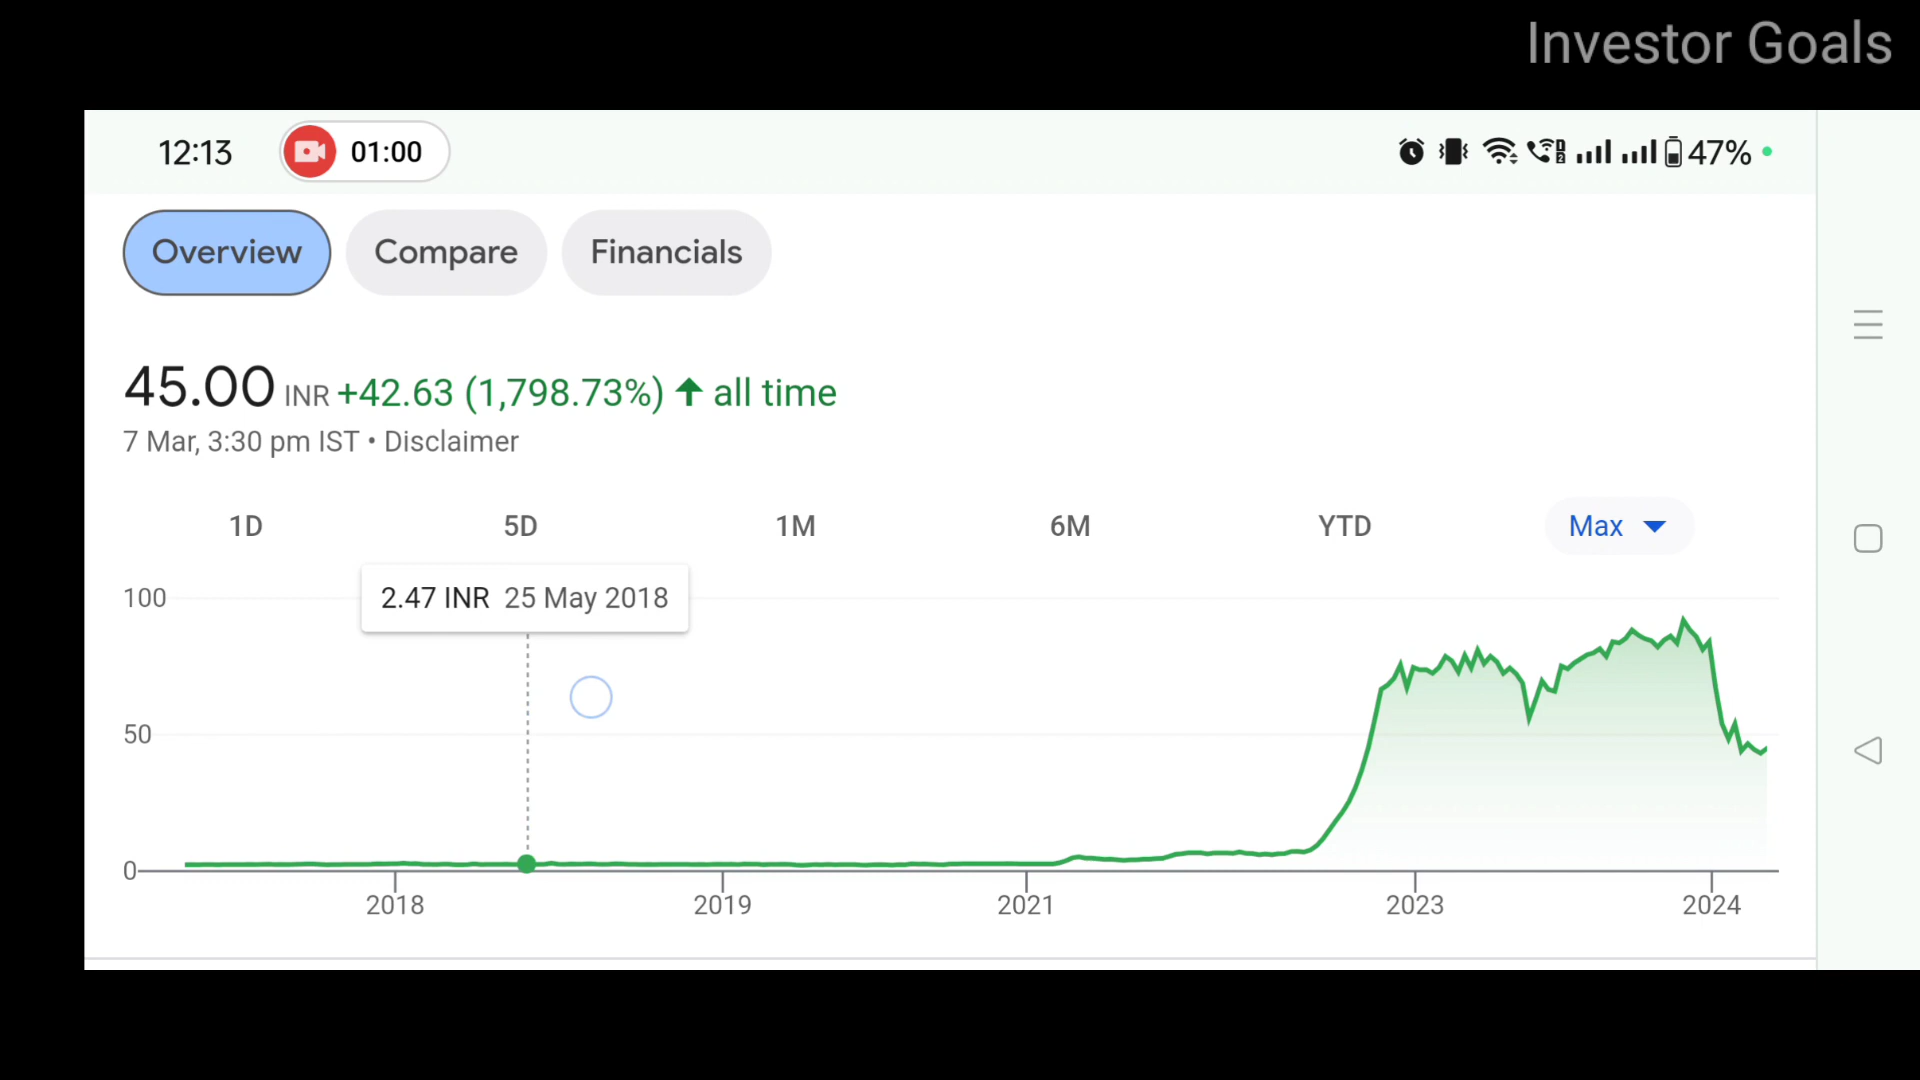 Investor Goals
12:13 01:00 47%
Overview Compare Financials
45.00 INR +42.63 (1,798.73%) ↑ all time
7 Mar, 3:30 pm IST • Disclaimer
1D 5D 1M 6M YTD Max
2.47 INR 25 May 2018
100
50
0
2018 2019 2021 2023 2024